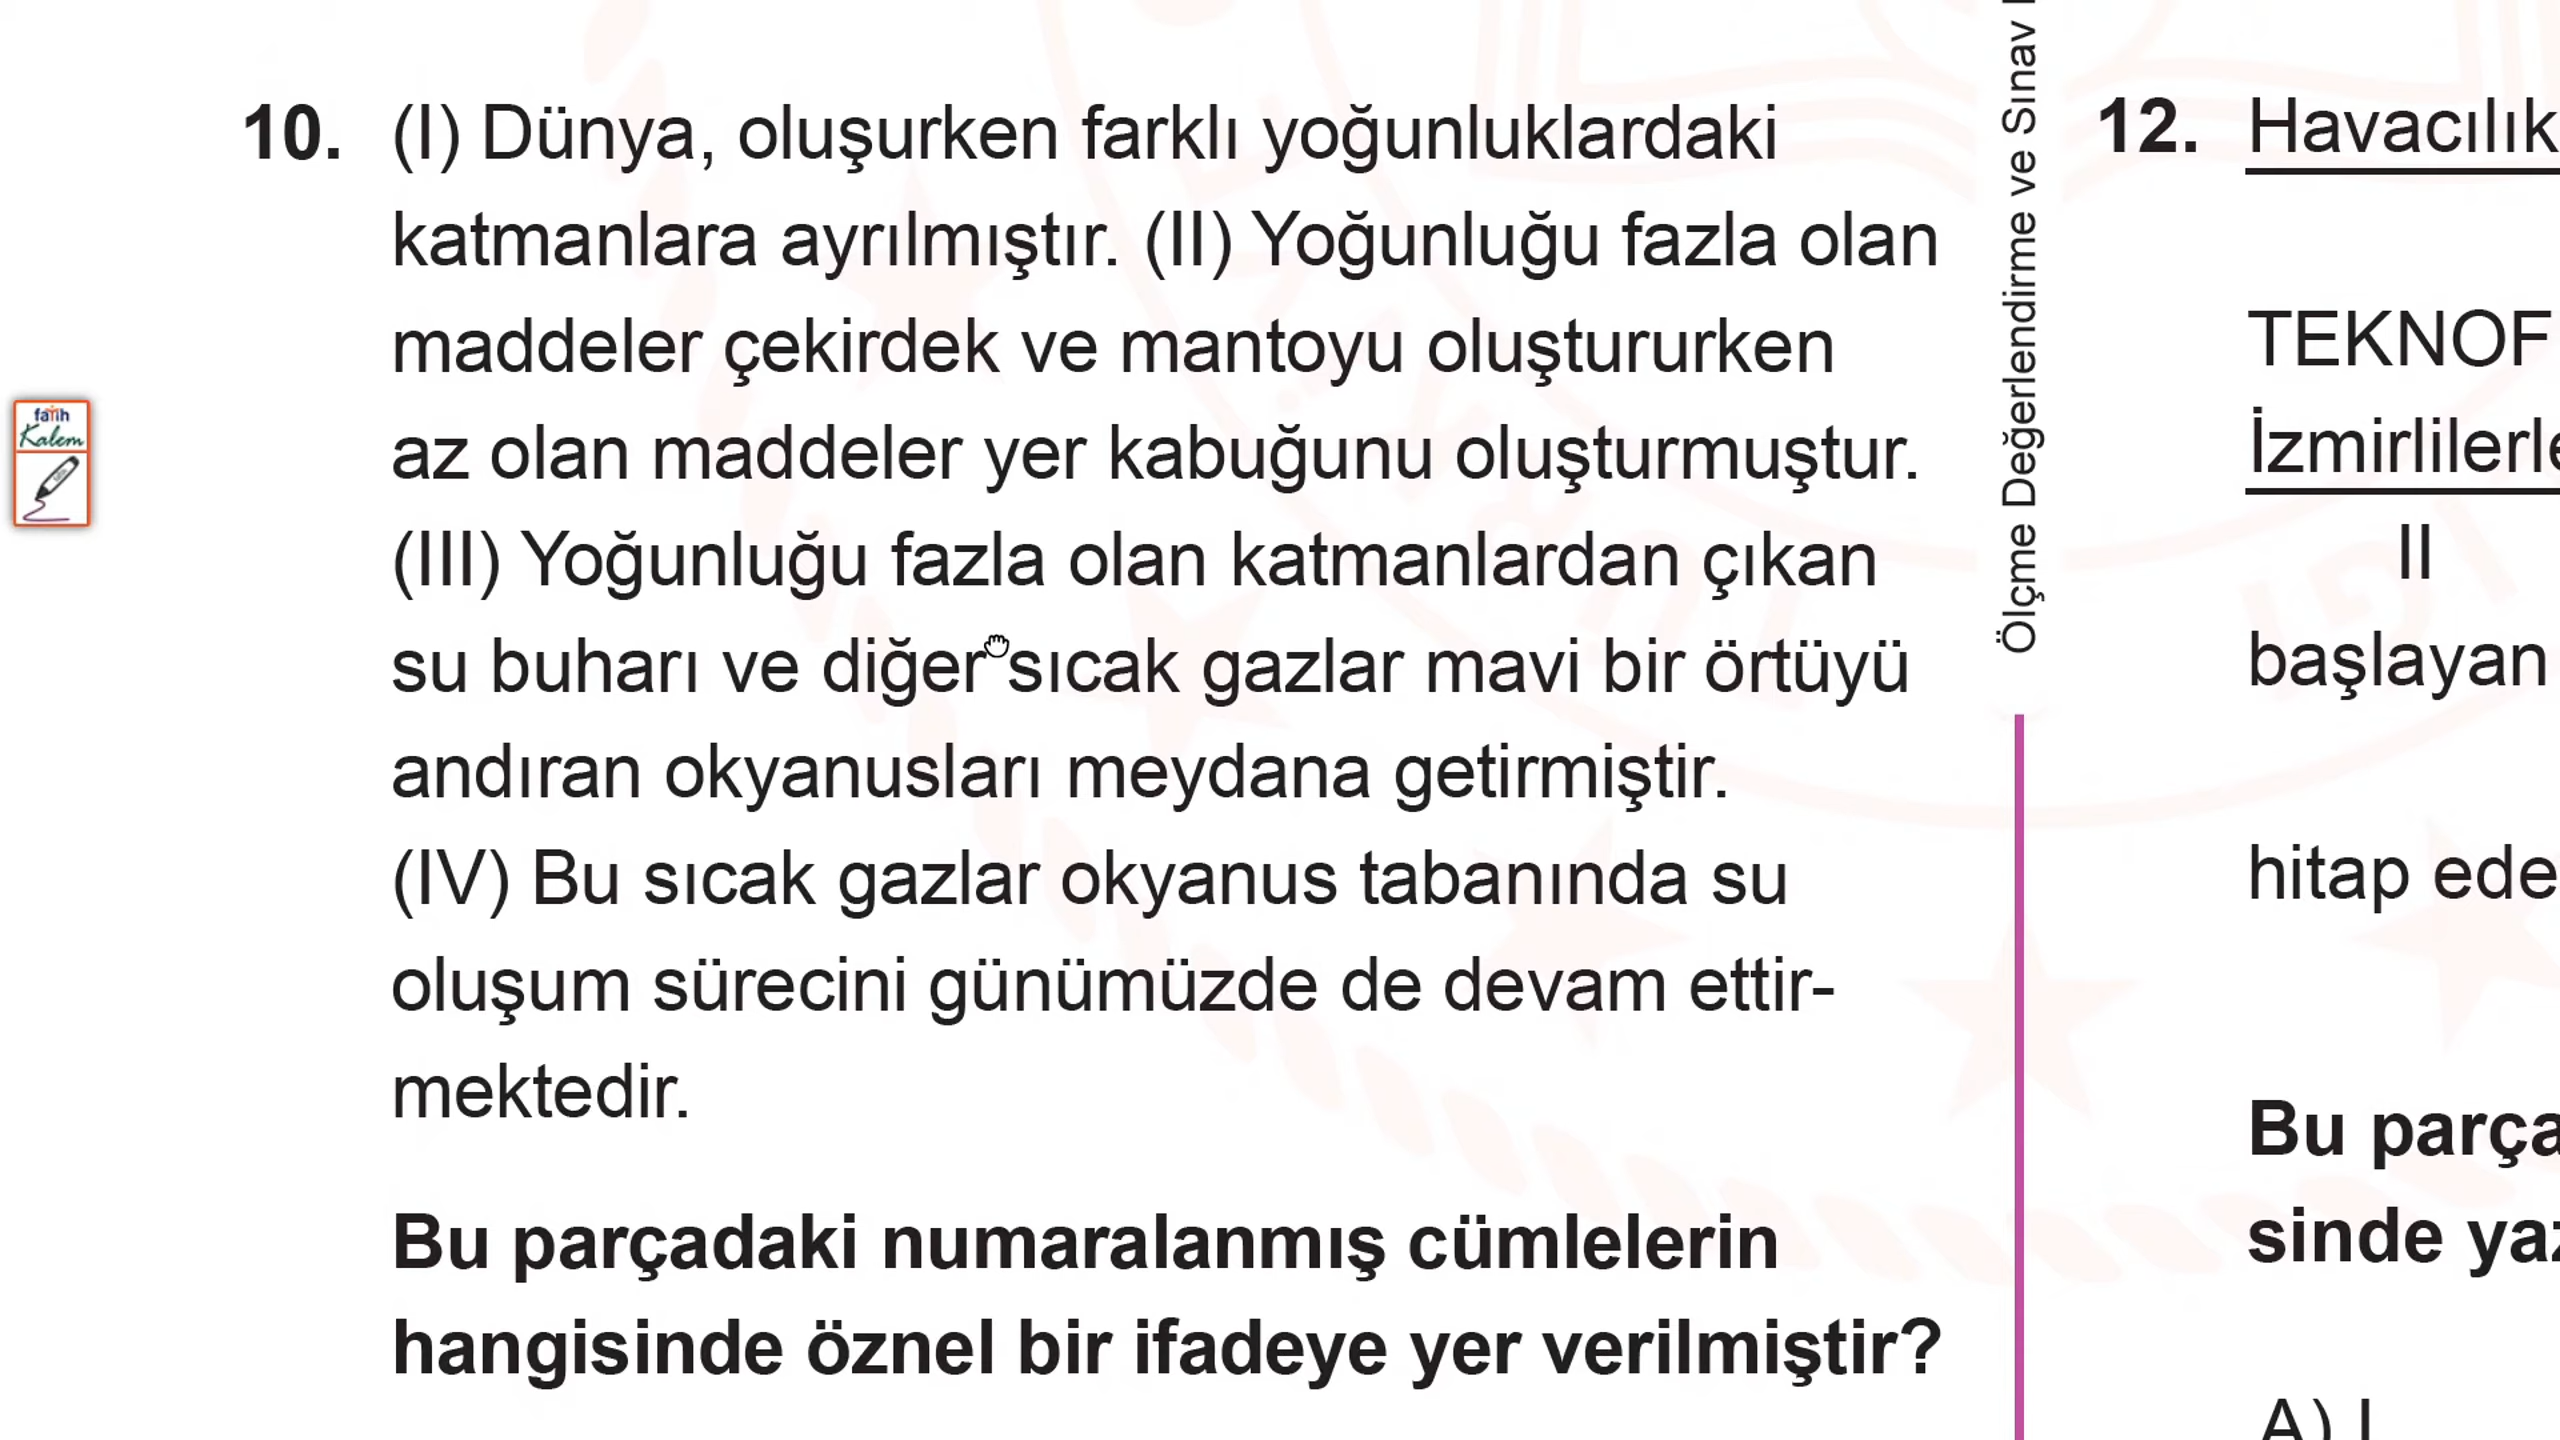 10. (I) Dünya, oluşurken farklı yoğunluklardaki
katmanlara ayrılmıştır. (II) Yoğunluğu fazla olan
maddeler çekirdek ve mantoyu oluştururken
az olan maddeler yer kabuğunu oluşturmuştur.
(III) Yoğunluğu fazla olan katmanlardan çıkan
su buharı ve diğer sıcak gazlar mavi bir örtüyü
andıran okyanusları meydana getirmiştir.
(IV) Bu sıcak gazlar okyanus tabanında su
oluşum sürecini günümüzde de devam ettir-
mektedir.
Bu parçadaki numaralanmış cümlelerin
hangisinde öznel bir ifadeye yer verilmiştir?
fatih
Kalem
Ölçme Değerlendirme ve Sınav
12. Havacılık
TEKNOF
İzmirlilerle
II
başlayan
hitap ede
Bu parça
sinde yaz
A) I